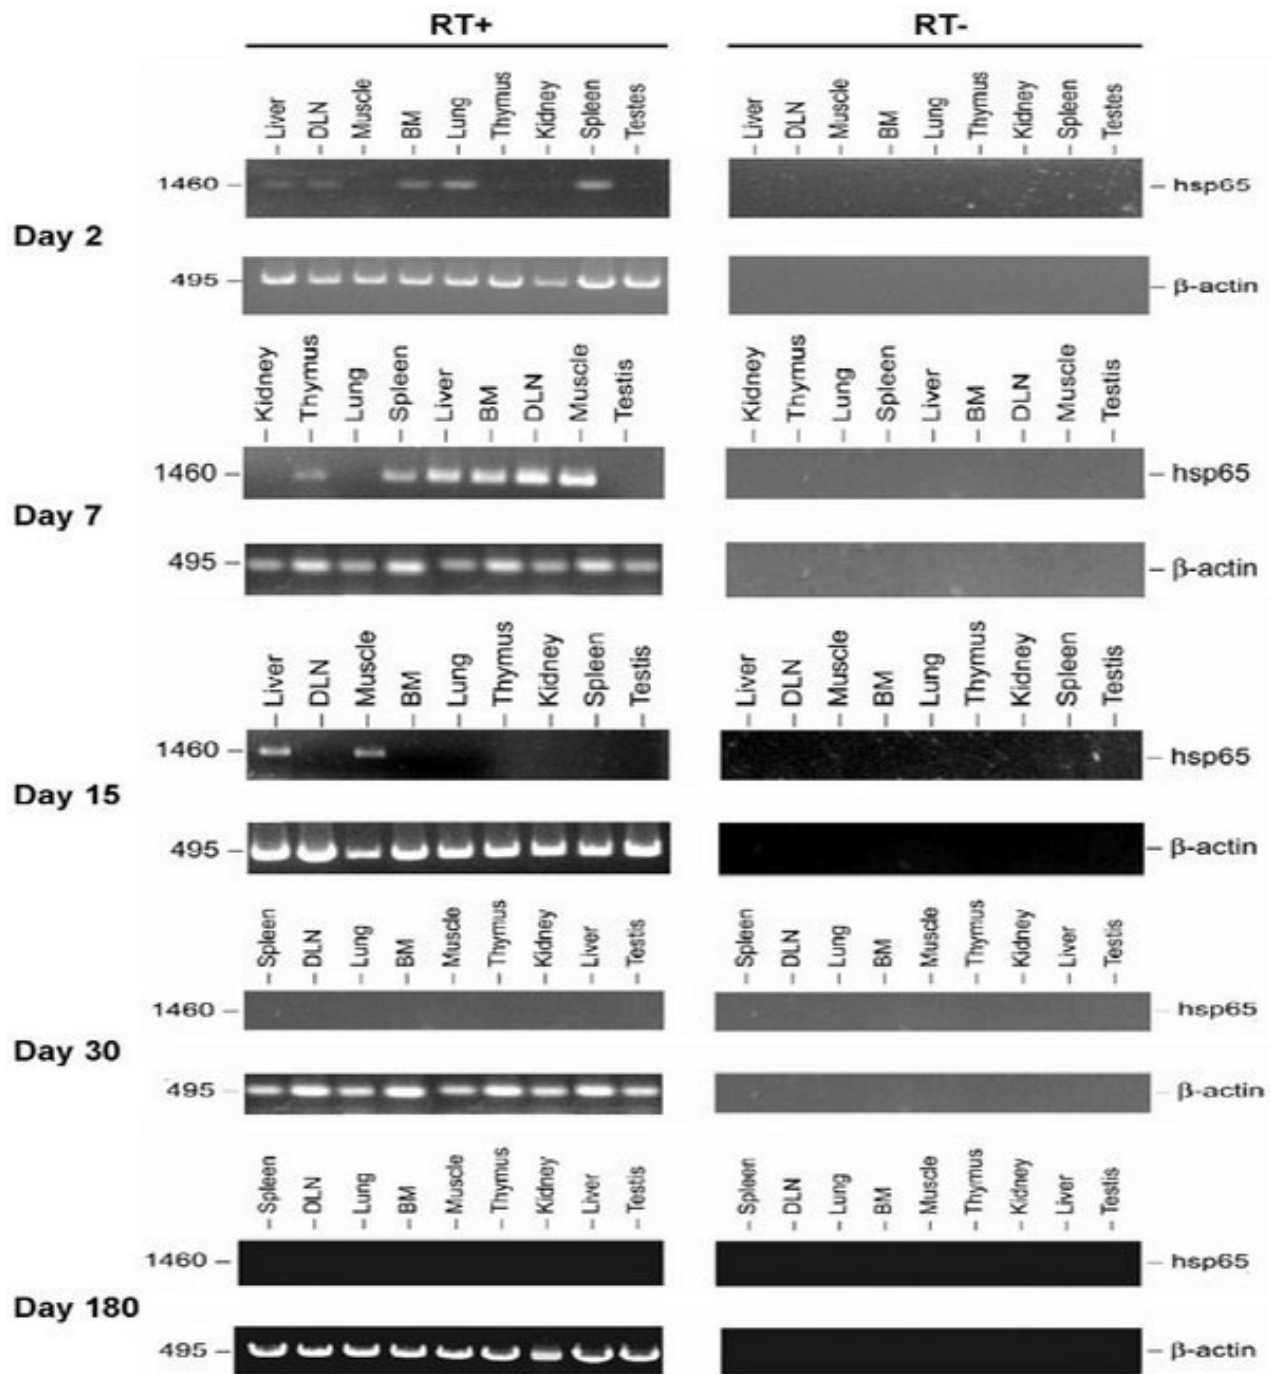 RT+ RT-
Liver DLN Muscle BM Lung Thymus Kidney Spleen Testes Liver DLN Muscle BM Lung Thymus Kidney Spleen Testes
1460 hsp65
Day 2
495 β-actin
Kidney Thymus Lung Spleen Liver BM DLN Muscle Testis Kidney Thymus Lung Spleen Liver BM DLN Muscle Testis
1460 hsp65
Day 7
495 β-actin
Liver DLN Muscle BM Lung Thymus Kidney Spleen Testis Liver DLN Muscle BM Lung Thymus Kidney Spleen Testis
1460 hsp65
Day 15
495 β-actin
Spleen DLN Lung BM Muscle Thymus Kidney Liver Testis Spleen DLN Lung BM Muscle Thymus Kidney Liver Testis
1460 hsp65
Day 30
495 β-actin
Spleen DLN Lung BM Muscle Thymus Kidney Liver Testis Spleen DLN Lung BM Muscle Thymus Kidney Liver Testis
1460 hsp65
Day 180
495 β-actin